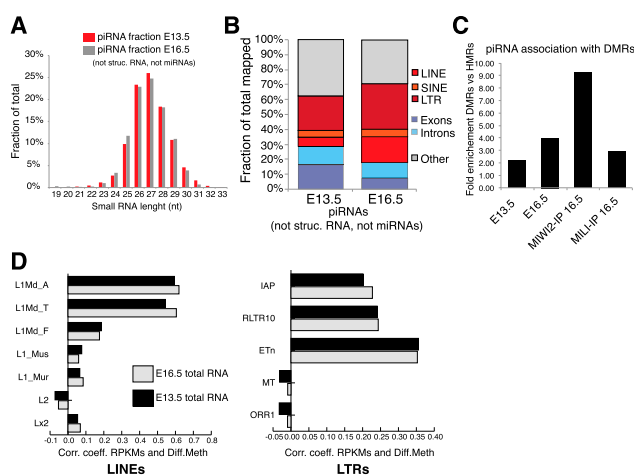 A
piRNA fraction E13.5
piRNA fraction E16.5
(not struc. RNA, not miRNAs)
Fraction of total
30%
25%
20%
15%
10%
5%
0%
19 20 21 22 23 24 25 26 27 28 29 30 31 32 33
Small RNA lenght (nt)
B
Fraction of total mapped
100%
90%
80%
70%
60%
50%
40%
30%
20%
10%
0%
E13.5 E16.5
piRNAs
(not struc. RNA, not miRNAs)
LINE
SINE
LTR
Exons
Introns
Other
C
piRNA association with DMRs
Fold enrichement DMRs vs HMRs
10.00
9.00
8.00
7.00
6.00
5.00
4.00
3.00
2.00
1.00
0.00
E13.5
E16.5
MIWI2-IP 16.5
MILI-IP 16.5
D
L1Md_A
L1Md_T
L1Md_F
L1_Mus
L1_Mur
L2
Lx2
E16.5 total RNA
E13.5 total RNA
-0.1 0.0 0.1 0.2 0.3 0.4 0.5 0.6 0.7 0.8
Corr. coeff. RPKMs and Diff.Meth
LINEs
IAP
RLTR10
ETn
MT
ORR1
-0.05 0.00 0.05 0.10 0.15 0.20 0.25 0.30 0.35 0.40
Corr. coeff. RPKMs and Diff.Meth
LTRs